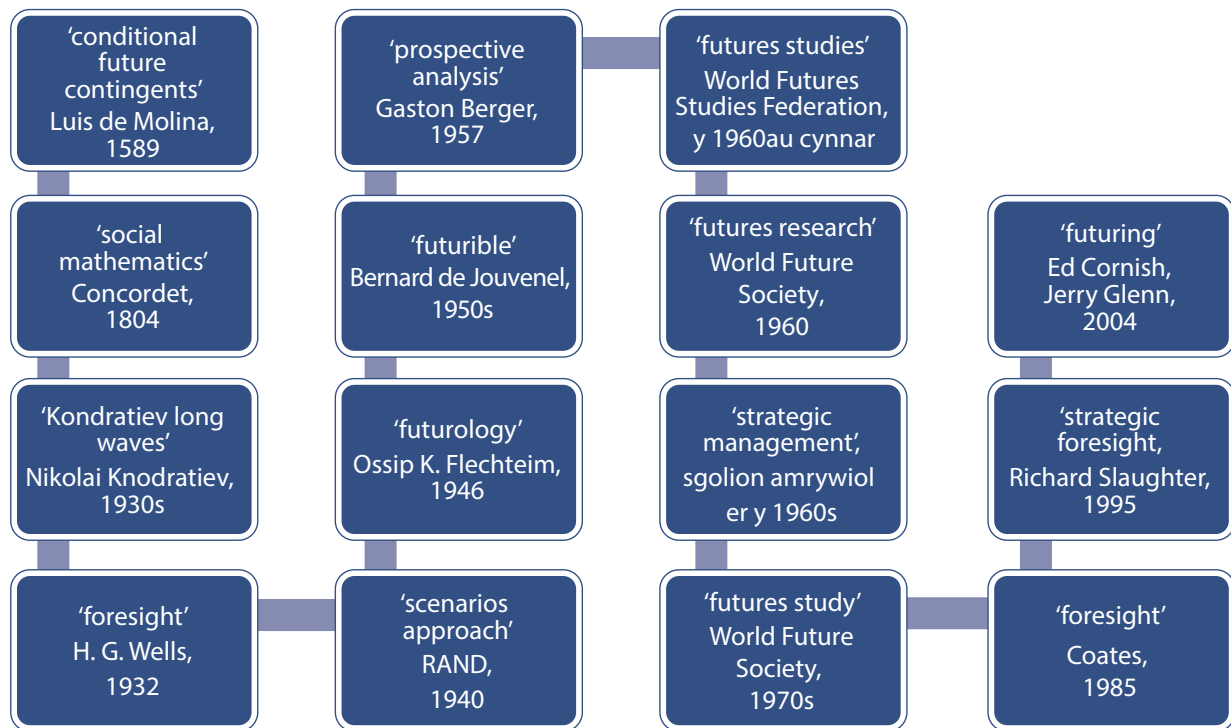 ‘conditional
future
contingents’
Luis de Molina,
1589
‘social
mathematics’
Concordet,
1804
‘Kondratiev long
waves’
Nikolai Knodratiev,
1930s
‘foresight’
H. G. Wells,
1932
‘scenarios
approach’
RAND,
1940
‘futurology’
Ossip K. Flechteim,
1946
‘futurible’
Bernard de Jouvenel,
1950s
‘prospective
analysis’
Gaston Berger,
1957
‘futures studies’
World Futures
Studies Federation,
y 1960au cynnar
‘futures research’
World Future
Society,
1960
‘strategic
management’,
sgolion amrywiol
er y 1960s
‘futures study’
World Future
Society,
1970s
‘foresight’
Coates,
1985
‘strategic
foresight,
Richard Slaughter,
1995
‘futuring’
Ed Cornish,
Jerry Glenn,
2004